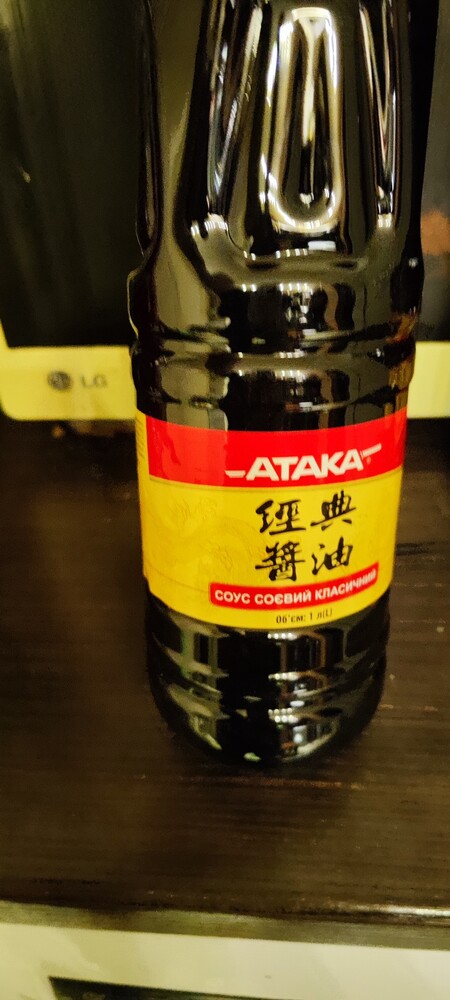 LG
ATAKA
經典
醬油
СОУС СОЄВИЙ КЛАСИЧНИЙ
Об'єм: 1 л(L)